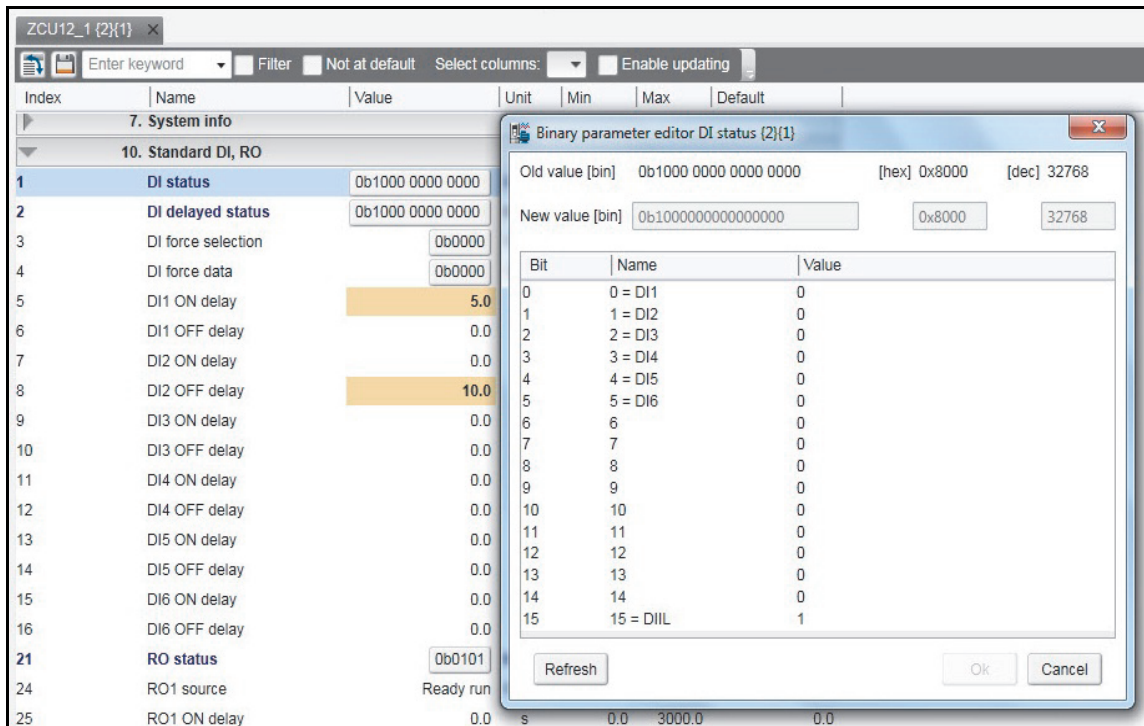 ZCU12_1 {2}{1} ×
Enter keyword Filter Not at default Select columns: Enable updating
Index Name Value Unit Min Max Default
7. System info
10. Standard DI, RO
1 DI status 0b1000 0000 0000
2 DI delayed status 0b1000 0000 0000
3 DI force selection 0b0000
4 DI force data 0b0000
5 DI1 ON delay 5.0
6 DI1 OFF delay 0.0
7 DI2 ON delay 0.0
8 DI2 OFF delay 10.0
9 DI3 ON delay 0.0
10 DI3 OFF delay 0.0
11 DI4 ON delay 0.0
12 DI4 OFF delay 0.0
13 DI5 ON delay 0.0
14 DI5 OFF delay 0.0
15 DI6 ON delay 0.0
16 DI6 OFF delay 0.0
21 RO status 0b0101
24 RO1 source Ready run
25 RO1 ON delay 0.0 s 0.0 3000.0 0.0
Binary parameter editor DI status {2}{1}
Old value [bin] 0b1000 0000 0000 0000 [hex] 0x8000 [dec] 32768
New value [bin] 0b1000000000000000 0x8000 32768
Bit Name Value
0 0 = DI1 0
1 1 = DI2 0
2 2 = DI3 0
3 3 = DI4 0
4 4 = DI5 0
5 5 = DI6 0
6 6 0
7 7 0
8 8 0
9 9 0
10 10 0
11 11 0
12 12 0
13 13 0
14 14 0
15 15 = DIIL 1
Refresh Ok Cancel